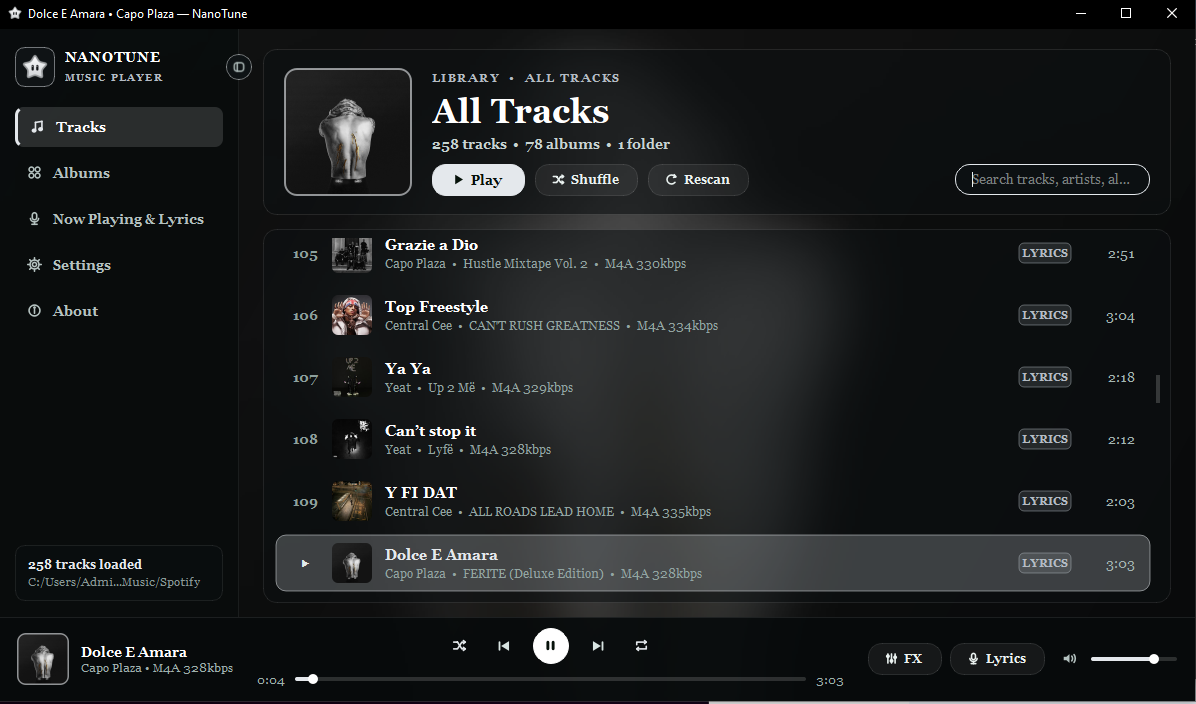 Dolce E Amara • Capo Plaza — NanoTune
NANOTUNE
MUSIC PLAYER
Tracks
Albums
Now Playing & Lyrics
Settings
About
258 tracks loaded
C:/Users/Admi...Music/Spotify
LIBRARY • ALL TRACKS
All Tracks
258 tracks • 78 albums • 1 folder
Play
Shuffle
Rescan
Search tracks, artists, al...
105
Grazie a Dio
Capo Plaza • Hustle Mixtape Vol. 2 • M4A 330kbps
LYRICS
2:51
106
Top Freestyle
Central Cee • CAN'T RUSH GREATNESS • M4A 334kbps
LYRICS
3:04
107
Ya Ya
Yeat • Up 2 Më • M4A 329kbps
LYRICS
2:18
108
Can't stop it
Yeat • Lyfë • M4A 328kbps
LYRICS
2:12
109
Y FI DAT
Central Cee • ALL ROADS LEAD HOME • M4A 335kbps
LYRICS
2:03
Dolce E Amara
Capo Plaza • FERITE (Deluxe Edition) • M4A 328kbps
LYRICS
3:03
Dolce E Amara
Capo Plaza • M4A 328kbps
0:04
3:03
FX
Lyrics